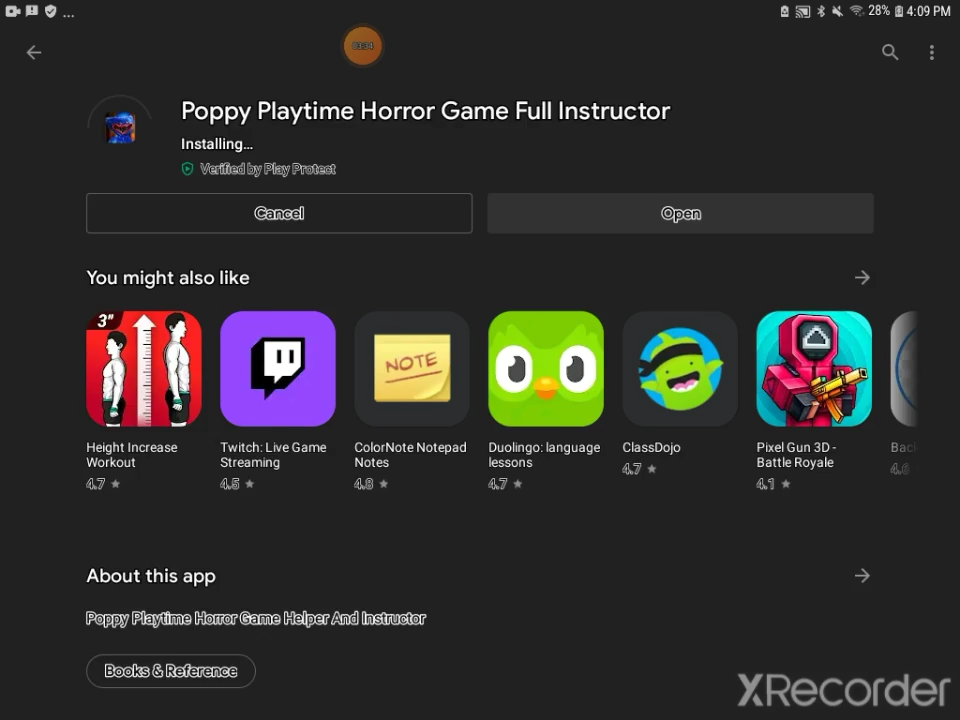 ... 28% 4:09 PM
03:34
Poppy Playtime Horror Game Full Instructor
Installing...
Verified by Play Protect
Cancel Open
You might also like
3"
NOTE
Height Increase Workout
4.7
Twitch: Live Game Streaming
4.5
ColorNote Notepad Notes
4.8
Duolingo: language lessons
4.7
ClassDojo
4.7
Pixel Gun 3D - Battle Royale
4.1
About this app
Poppy Playtime Horror Game Helper And Instructor
Books & Reference
XRecorder